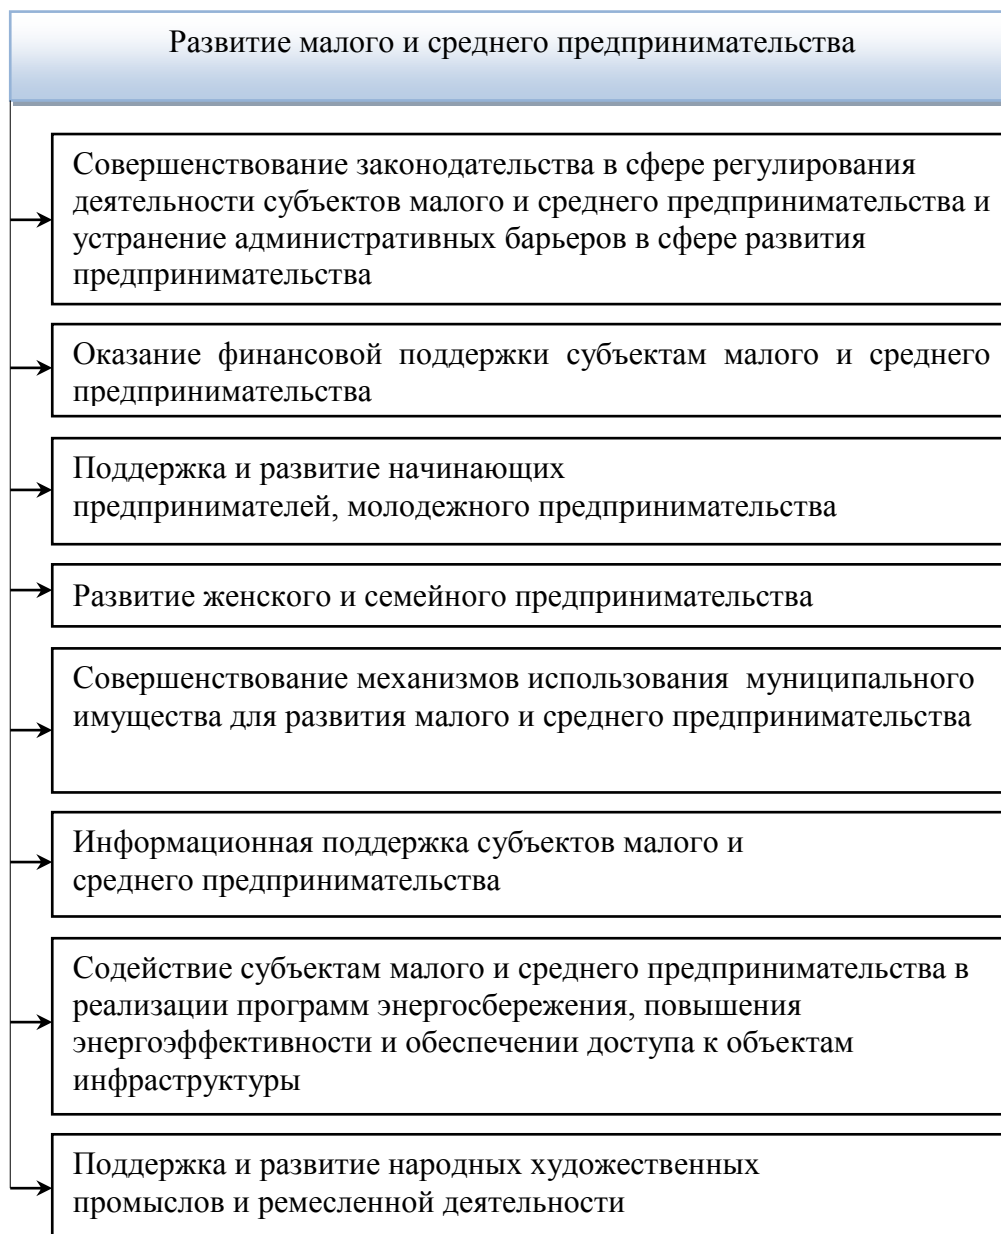 Развитие малого и среднего предпринимательства
Совершенствование законодательства в сфере регулирования
деятельности субъектов малого и среднего предпринимательства и
устранение административных барьеров в сфере развития
предпринимательства
Оказание финансовой поддержки субъектам малого и среднего
предпринимательства
Поддержка и развитие начинающих
предпринимателей, молодежного предпринимательства
Развитие женского и семейного предпринимательства
Совершенствование механизмов использования муниципального
имущества для развития малого и среднего предпринимательства
Информационная поддержка субъектов малого и
среднего предпринимательства
Содействие субъектам малого и среднего предпринимательства в
реализации программ энергосбережения, повышения
энергоэффективности и обеспечении доступа к объектам
инфраструктуры
Поддержка и развитие народных художественных
промыслов и ремесленной деятельности